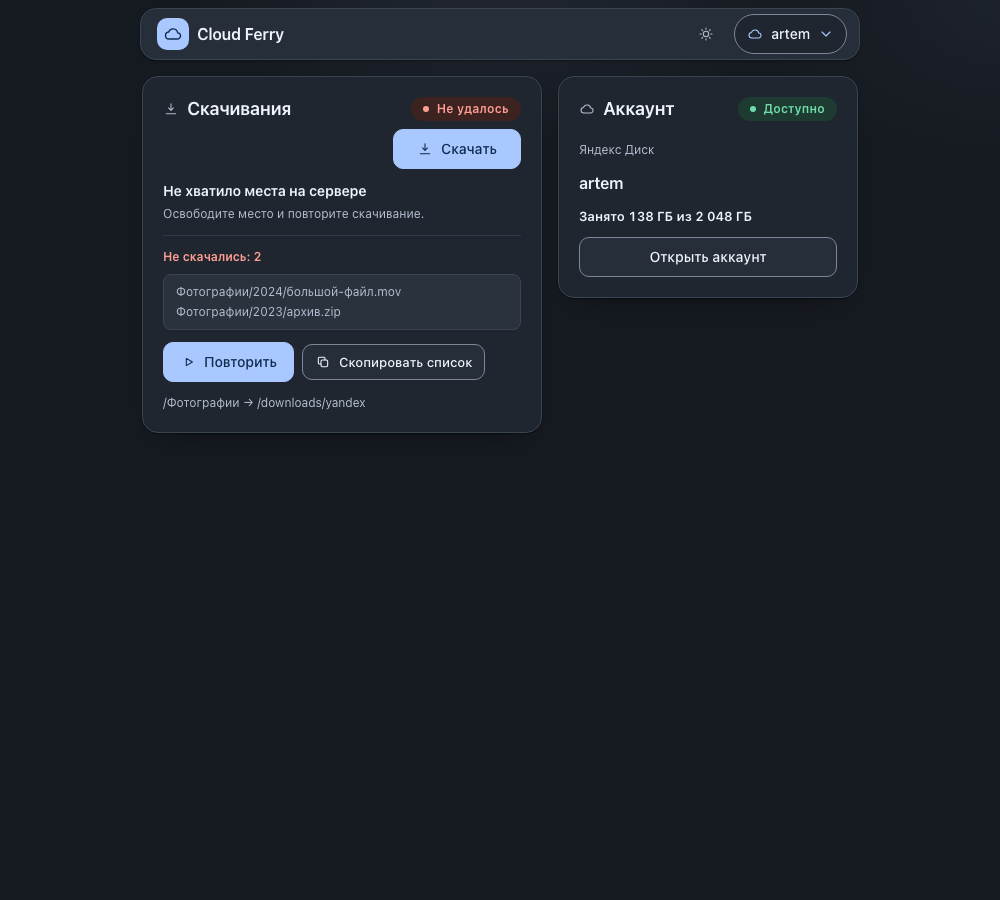 Cloud Ferry
artem
Скачивания
Не удалось
Скачать
Не хватило места на сервере
Освободите место и повторите скачивание.
Не скачались: 2
Фотографии/2024/большой-файл.mov
Фотографии/2023/архив.zip
Повторить
Скопировать список
/Фотографии → /downloads/yandex
Аккаунт
Доступно
Яндекс Диск
artem
Занято 138 ГБ из 2 048 ГБ
Открыть аккаунт